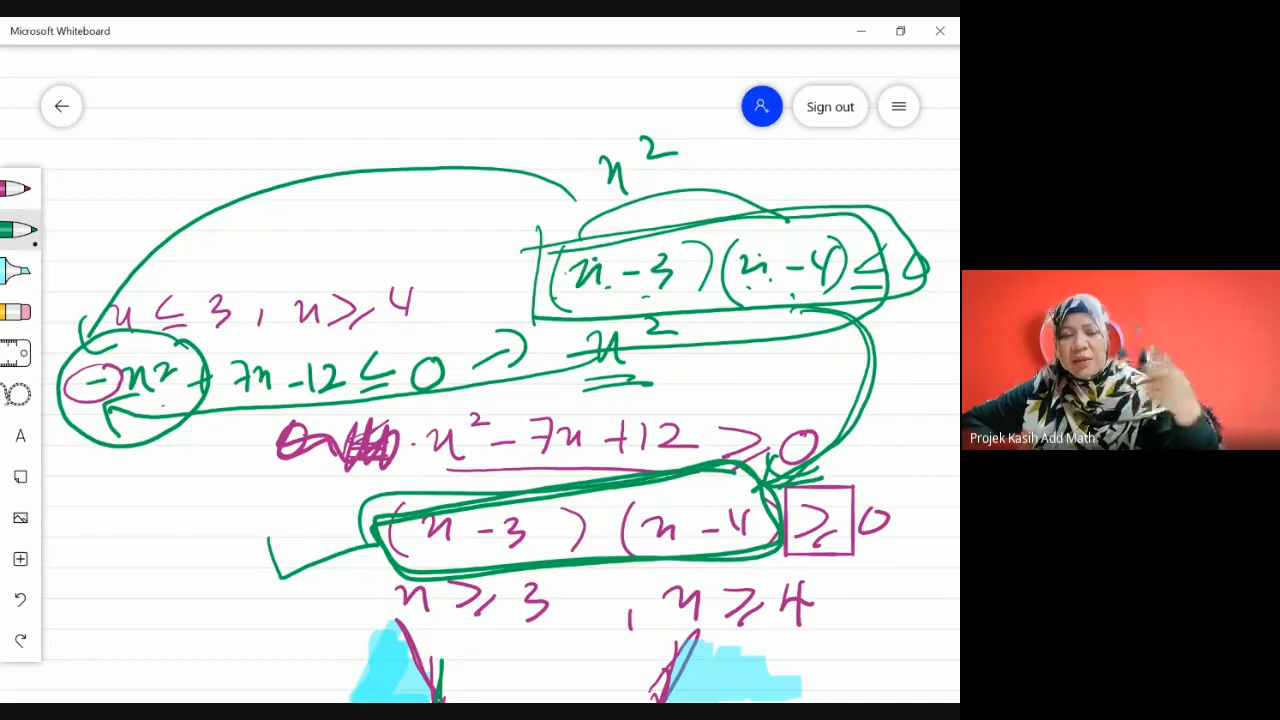 Microsoft Whiteboard
Sign out
x²
(x - 3)(x - 4) ≤ 0
x ≤ 3, x ≥ 4
-x² + 7x - 12 ≤ 0 → x²
x² - 7x + 12 ≥ 0
(x - 3) (x - 4) ≥ 0
x ≥ 3, x ≥ 4
A
Projek Kasih Add Math